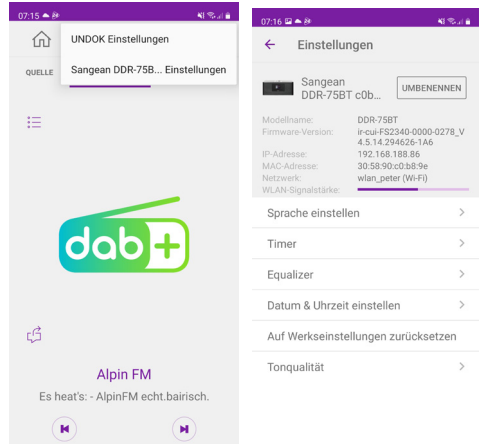 07:15
UNDOK Einstellungen
QUELLE
Sangean DDR-75B... Einstellungen
dab+
Alpin FM
Es heat's: - AlpinFM echt.bairisch.
07:16
Einstellungen
Sangean
DDR-75BT c0b...
UMBENENNEN
Modellname: DDR-75BT
Firmware-Version: ir-cui-FS2340-0000-0278_V
4.5.14.294626-1A6
IP-Adresse: 192.168.188.86
MAC-Adresse: 30:58:90:c0:b8:9e
Netzwerk: wlan_peter (Wi-Fi)
WLAN-Signalstärke:
Sprache einstellen
Timer
Equalizer
Datum & Uhrzeit einstellen
Auf Werkseinstellungen zurücksetzen
Tonqualität